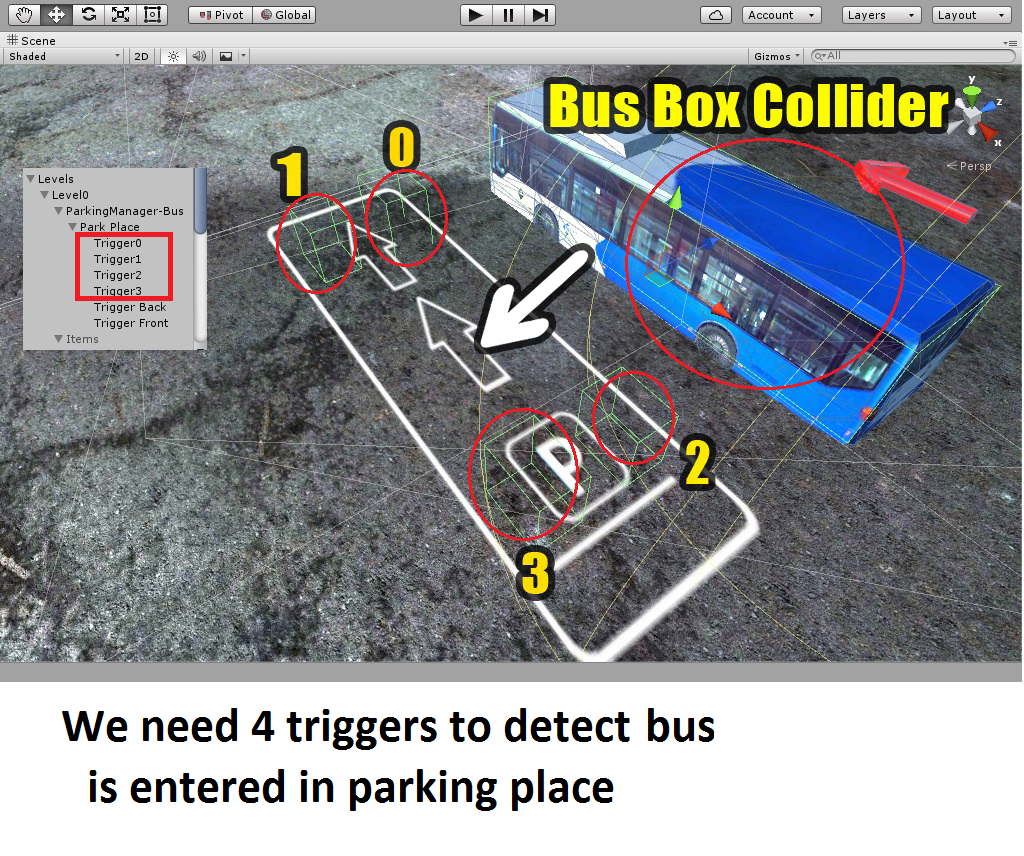 Pivot Global Account Layers Layout
Scene
Shaded 2D Gizmos All
Bus Box Collider
y
z
x
Persp
0
1
Levels
Level0
ParkingManager-Bus
Park Place
Trigger0
Trigger1
Trigger2
Trigger3
Trigger Back
Trigger Front
Items
P
2
3
We need 4 triggers to detect bus
is entered in parking place